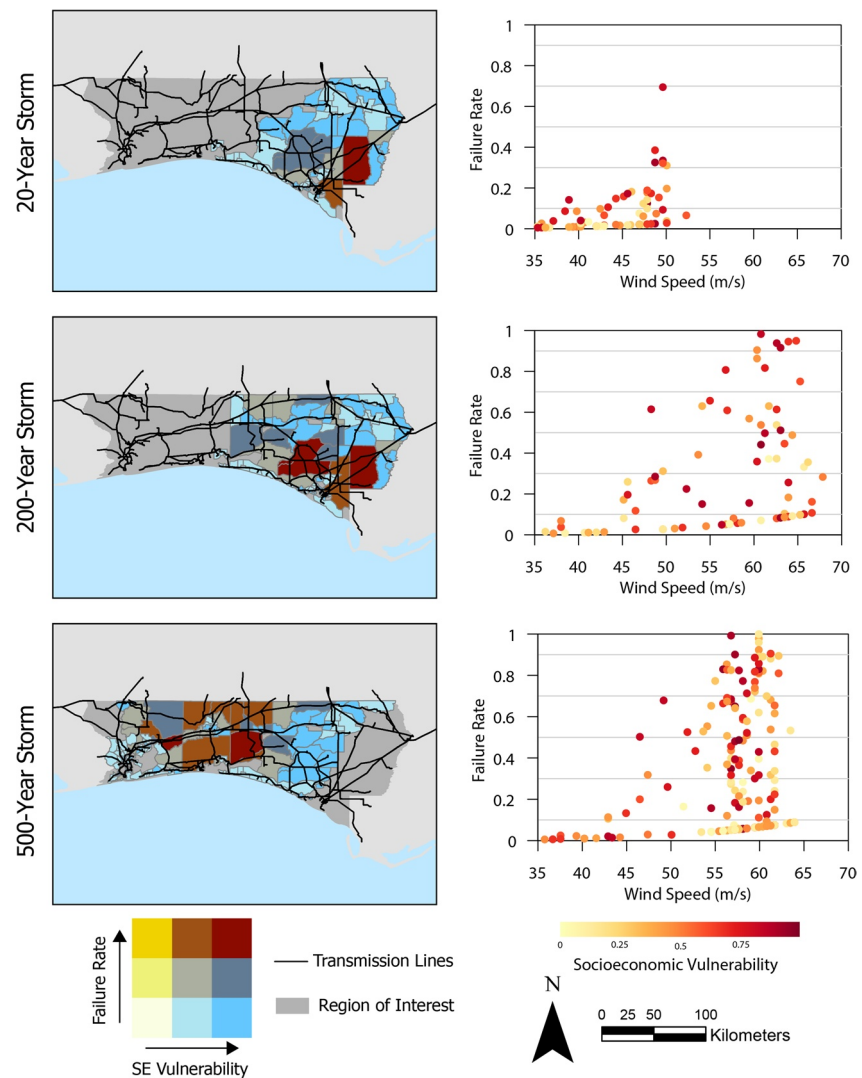 20-Year Storm
1
0.8
0.6
0.4
0.2
0
Failure Rate
35 40 45 50 55 60 65 70
Wind Speed (m/s)
200-Year Storm
1
0.8
0.6
0.4
0.2
0
Failure Rate
35 40 45 50 55 60 65 70
Wind Speed (m/s)
500-Year Storm
1
0.8
0.6
0.4
0.2
0
Failure Rate
35 40 45 50 55 60 65 70
Wind Speed (m/s)
Failure Rate
SE Vulnerability
Transmission Lines
Region of Interest
0 0.25 0.5 0.75
Socioeconomic Vulnerability
N
0 25 50 100
Kilometers